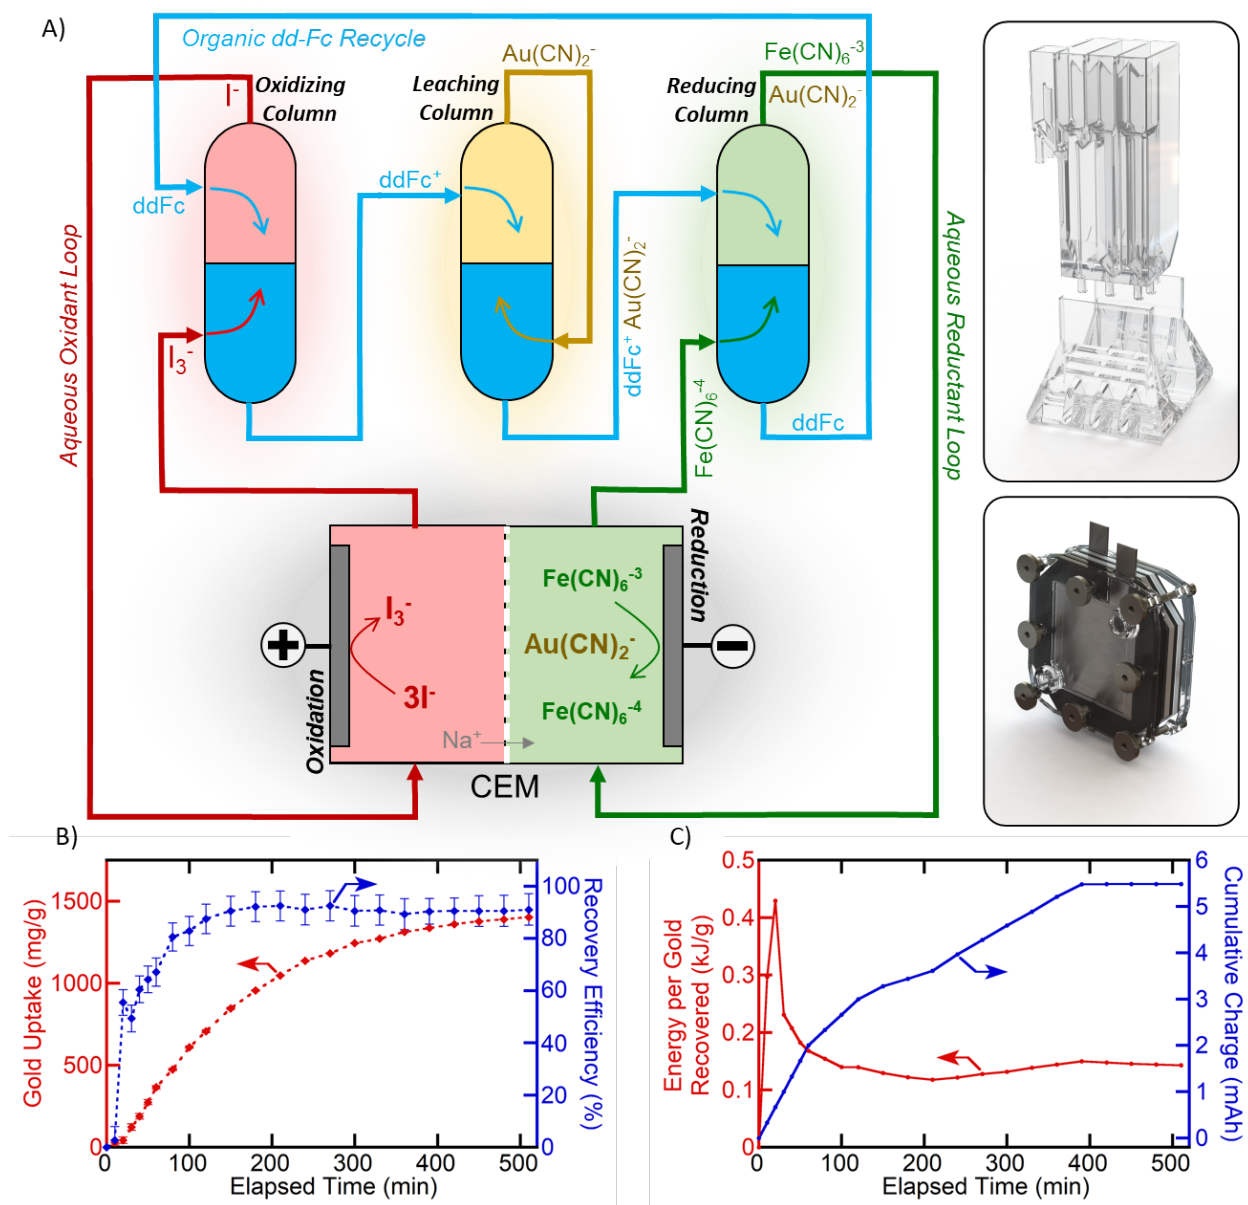 A)
Organic dd-Fc Recycle
I⁻
Oxidizing
Column
Au(CN)₂⁻
Leaching
Column
Fe(CN)₆⁻³
Au(CN)₂⁻
Reducing
Column
ddFc
ddFc⁺
Aqueous Oxidant Loop
I₃⁻
ddFc⁺ Au(CN)₂⁻
Fe(CN)₆⁻⁴
ddFc
Aqueous Reductant Loop
Oxidation
I₃⁻
3I⁻
Na⁺
CEM
Fe(CN)₆⁻³
Au(CN)₂⁻
Fe(CN)₆⁻⁴
Reduction
+
−
B)
Gold Uptake (mg/g)
1500
1000
500
0
0
100
200
300
400
500
Elapsed Time (min)
100
80
60
40
20
0
Recovery Efficiency (%)
C)
Energy per Gold
Recovered (kJ/g)
0.5
0.4
0.3
0.2
0.1
0
0
100
200
300
400
500
Elapsed Time (min)
6
5
4
3
2
1
0
Cumulative Charge (mAh)